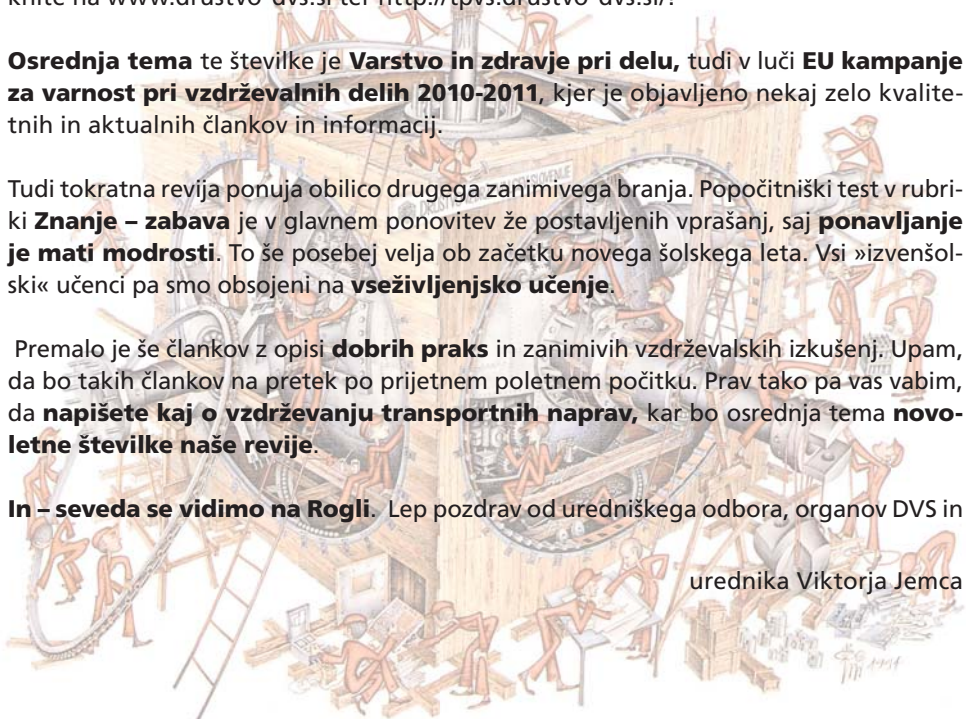 knite na www.drustvo-dvs.si ter http://tpvs.drustvo-dvs.si/!
Osrednja tema te številke je Varstvo in zdravje pri delu, tudi v luči EU kampanje
za varnost pri vzdrževalnih delih 2010-2011, kjer je objavljeno nekaj zelo kvalite-
tnih in aktualnih člankov in informacij.
Tudi tokratna revija ponuja obilico drugega zanimivega branja. Popočitniški test v rubri-
ki Znanje – zabava je v glavnem ponovitev že postavljenih vprašanj, saj ponavljanje
je mati modrosti. To še posebej velja ob začetku novega šolskega leta. Vsi »izvenšol-
ski« učenci pa smo obsojeni na vseživljenjsko učenje.
Premalo je še člankov z opisi dobrih praks in zanimivih vzdrževalskih izkušenj. Upam,
da bo takih člankov na pretek po prijetnem poletnem počitku. Prav tako pa vas vabim,
da napišete kaj o vzdrževanju transportnih naprav, kar bo osrednja tema novo-
letne številke naše revije.
In – seveda se vidimo na Rogli. Lep pozdrav od uredniškega odbora, organov DVS in
urednika Viktorja Jemca